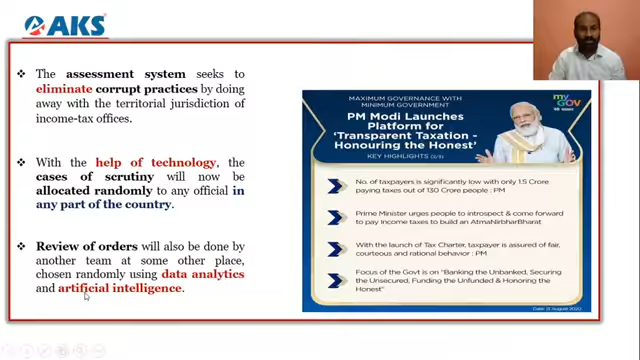 AKS
❖ The assessment system seeks to
eliminate corrupt practices by doing
away with the territorial jurisdiction of
income-tax offices.
❖ With the help of technology, the
cases of scrutiny will now be
allocated randomly to any official in
any part of the country.
❖ Review of orders will also be done by
another team at some other place,
chosen randomly using data analytics
and artificial intelligence.
MAXIMUM GOVERNANCE WITH
MINIMUM GOVERNMENT
my
GOV
PM Modi Launches
Platform for
'Transparent Taxation -
Honouring the Honest'
KEY HIGHLIGHTS (2/3)
No. of taxpayers is significantly low with only 1.5 Crore
paying taxes out of 130 Crore people : PM
Prime Minister urges people to introspect & come forward
to pay Income taxes to build an AtmaNirbharBharat
With the launch of Tax Charter, taxpayer is assured of fair,
courteous and rational behavior : PM
Focus of the Govt is on "Banking the Unbanked, Securing
the Unsecured, Funding the Unfunded & Honoring the
Honest"